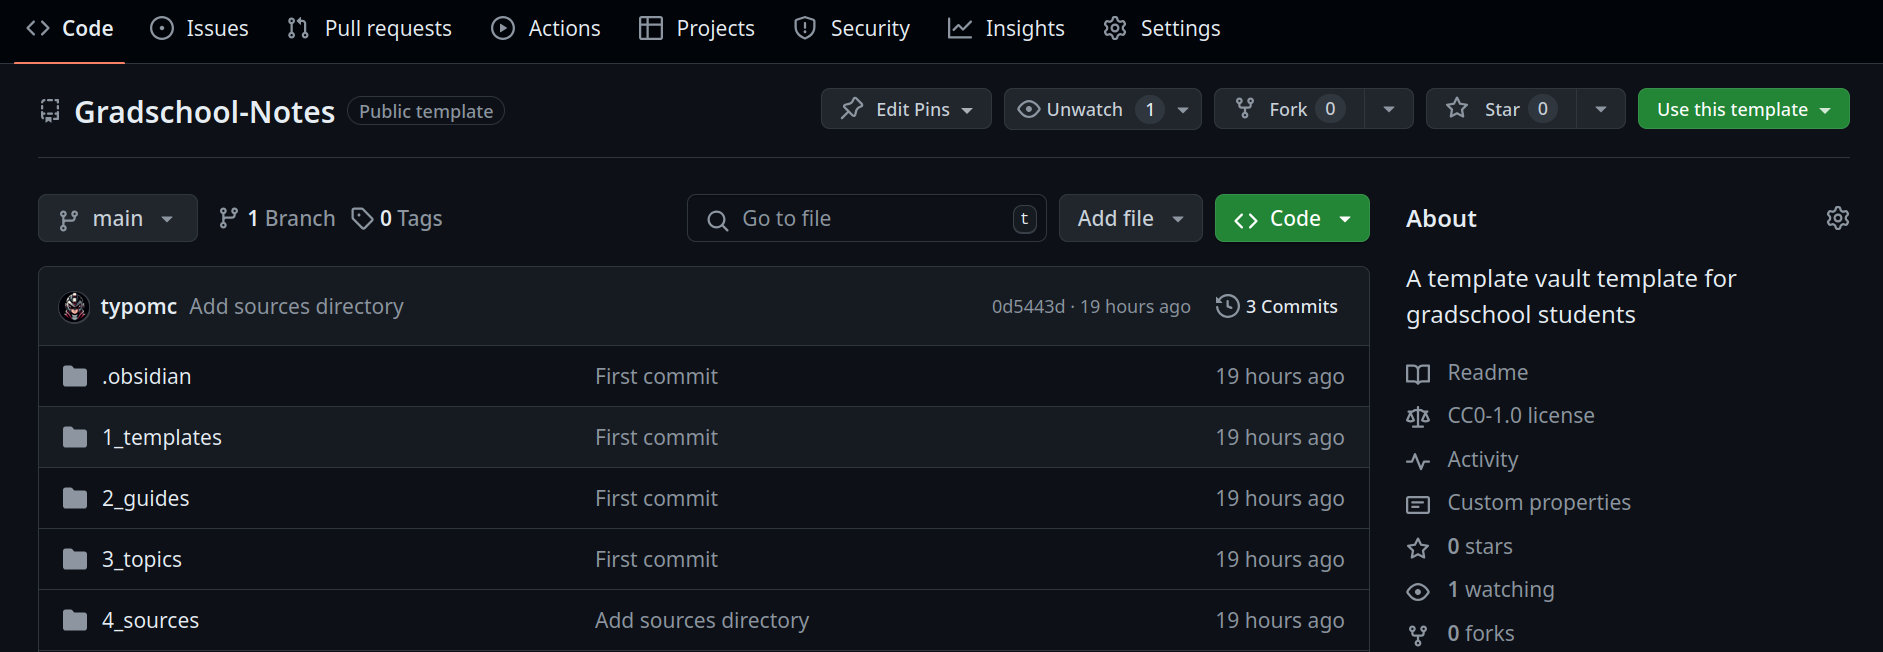 Code Issues Pull requests Actions Projects Security Insights Settings
Gradschool-Notes Public template Edit Pins Unwatch 1 Fork 0 Star 0 Use this template
main 1 Branch 0 Tags Go to file t Add file Code
typomc Add sources directory 0d5443d · 19 hours ago 3 Commits
.obsidian First commit 19 hours ago
1_templates First commit 19 hours ago
2_guides First commit 19 hours ago
3_topics First commit 19 hours ago
4_sources Add sources directory 19 hours ago
About
A template vault template for
gradschool students
Readme
CC0-1.0 license
Activity
Custom properties
0 stars
1 watching
0 forks